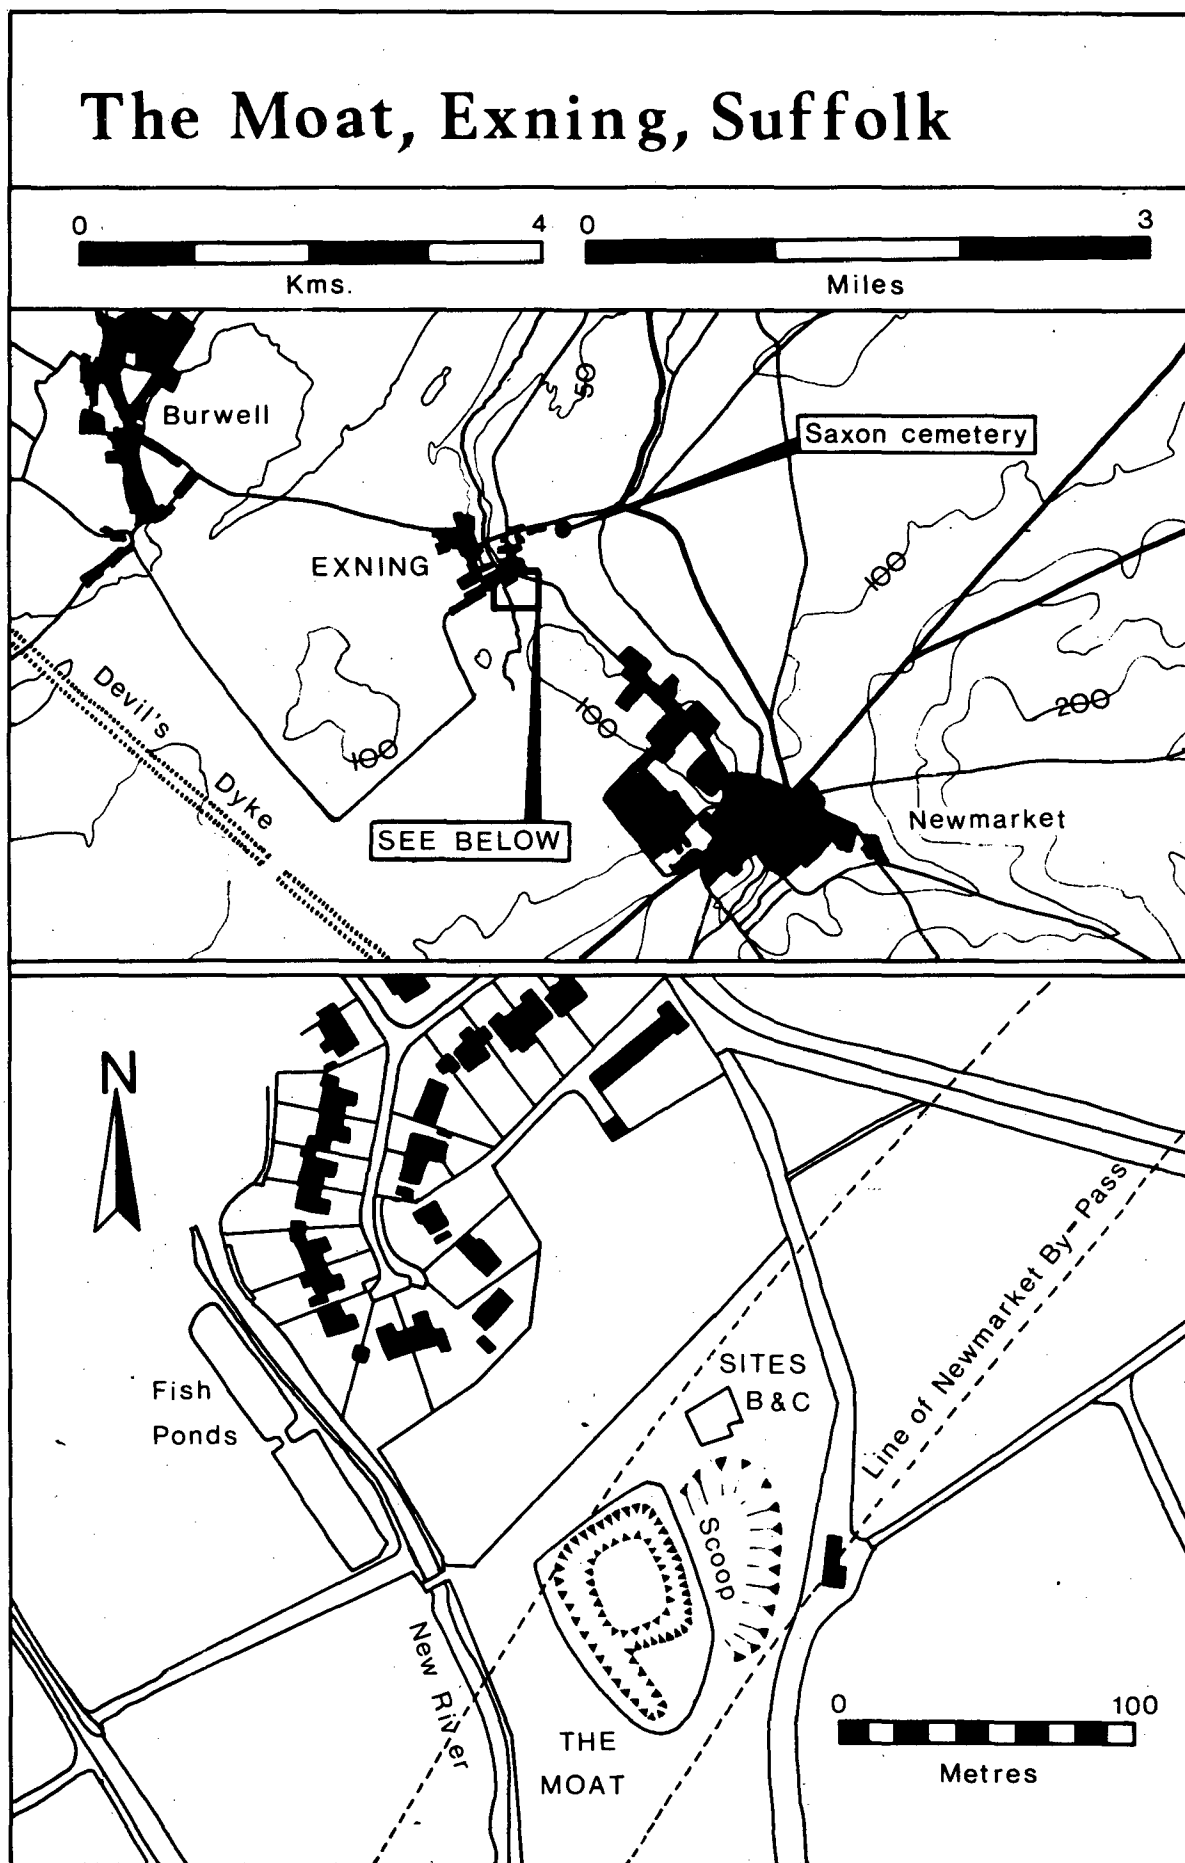 The Moat, Exning, Suffolk
0 4 0 3
Kms. Miles
50
Burwell
Saxon cemetery
EXNING
100
Devil's
Dyke
100
100
200
SEE BELOW
Newmarket
N
Line of Newmarket By-Pass
SITES
B & C
Fish
Ponds
Scoop
New River
THE
MOAT
0 100
Metres